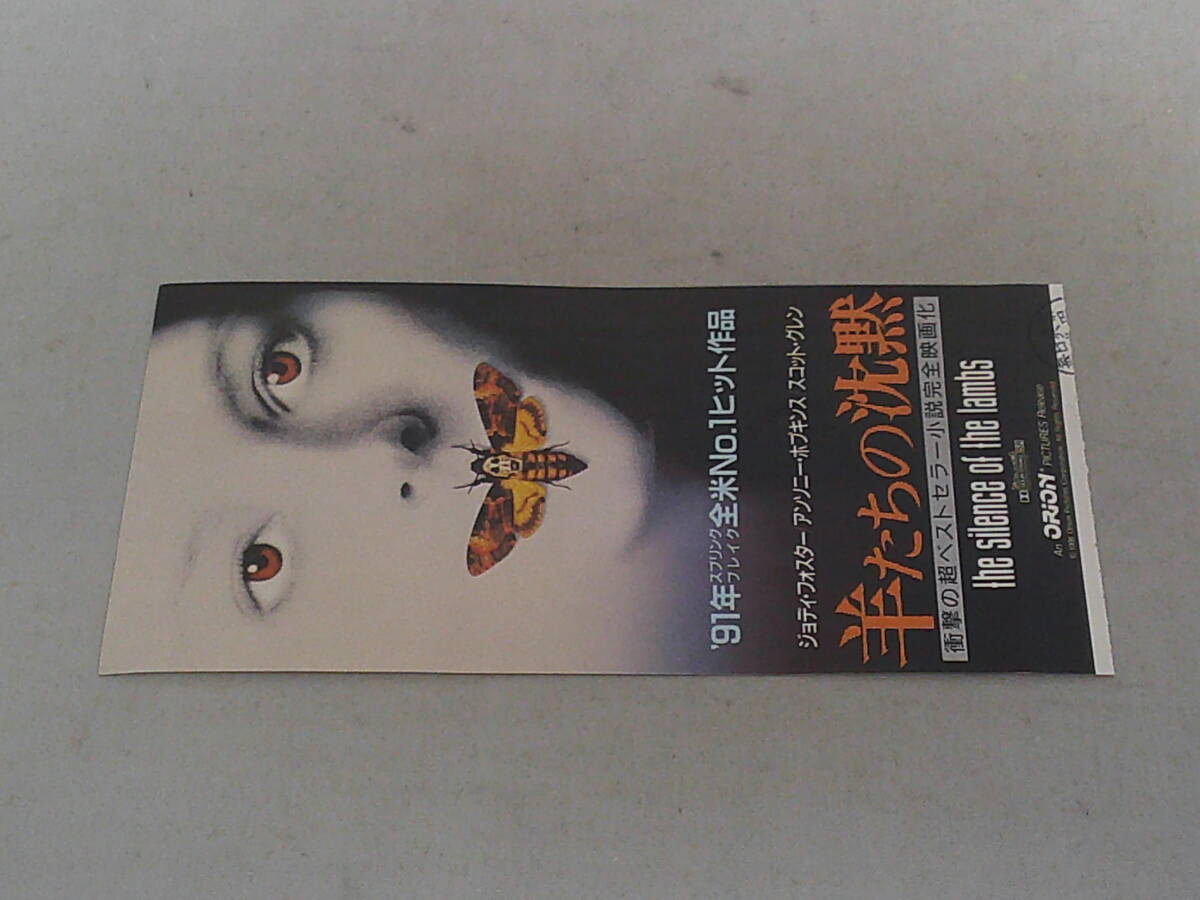 '91年スプリングブレイク全米No.1ヒット作品
ジョディ・フォスター アンソニー・ホプキンス スコット・グレン
羊たちの沈黙
衝撃の超ベストセラー小説完全映画化
the silence of the lambs
An ORION PICTURES Release